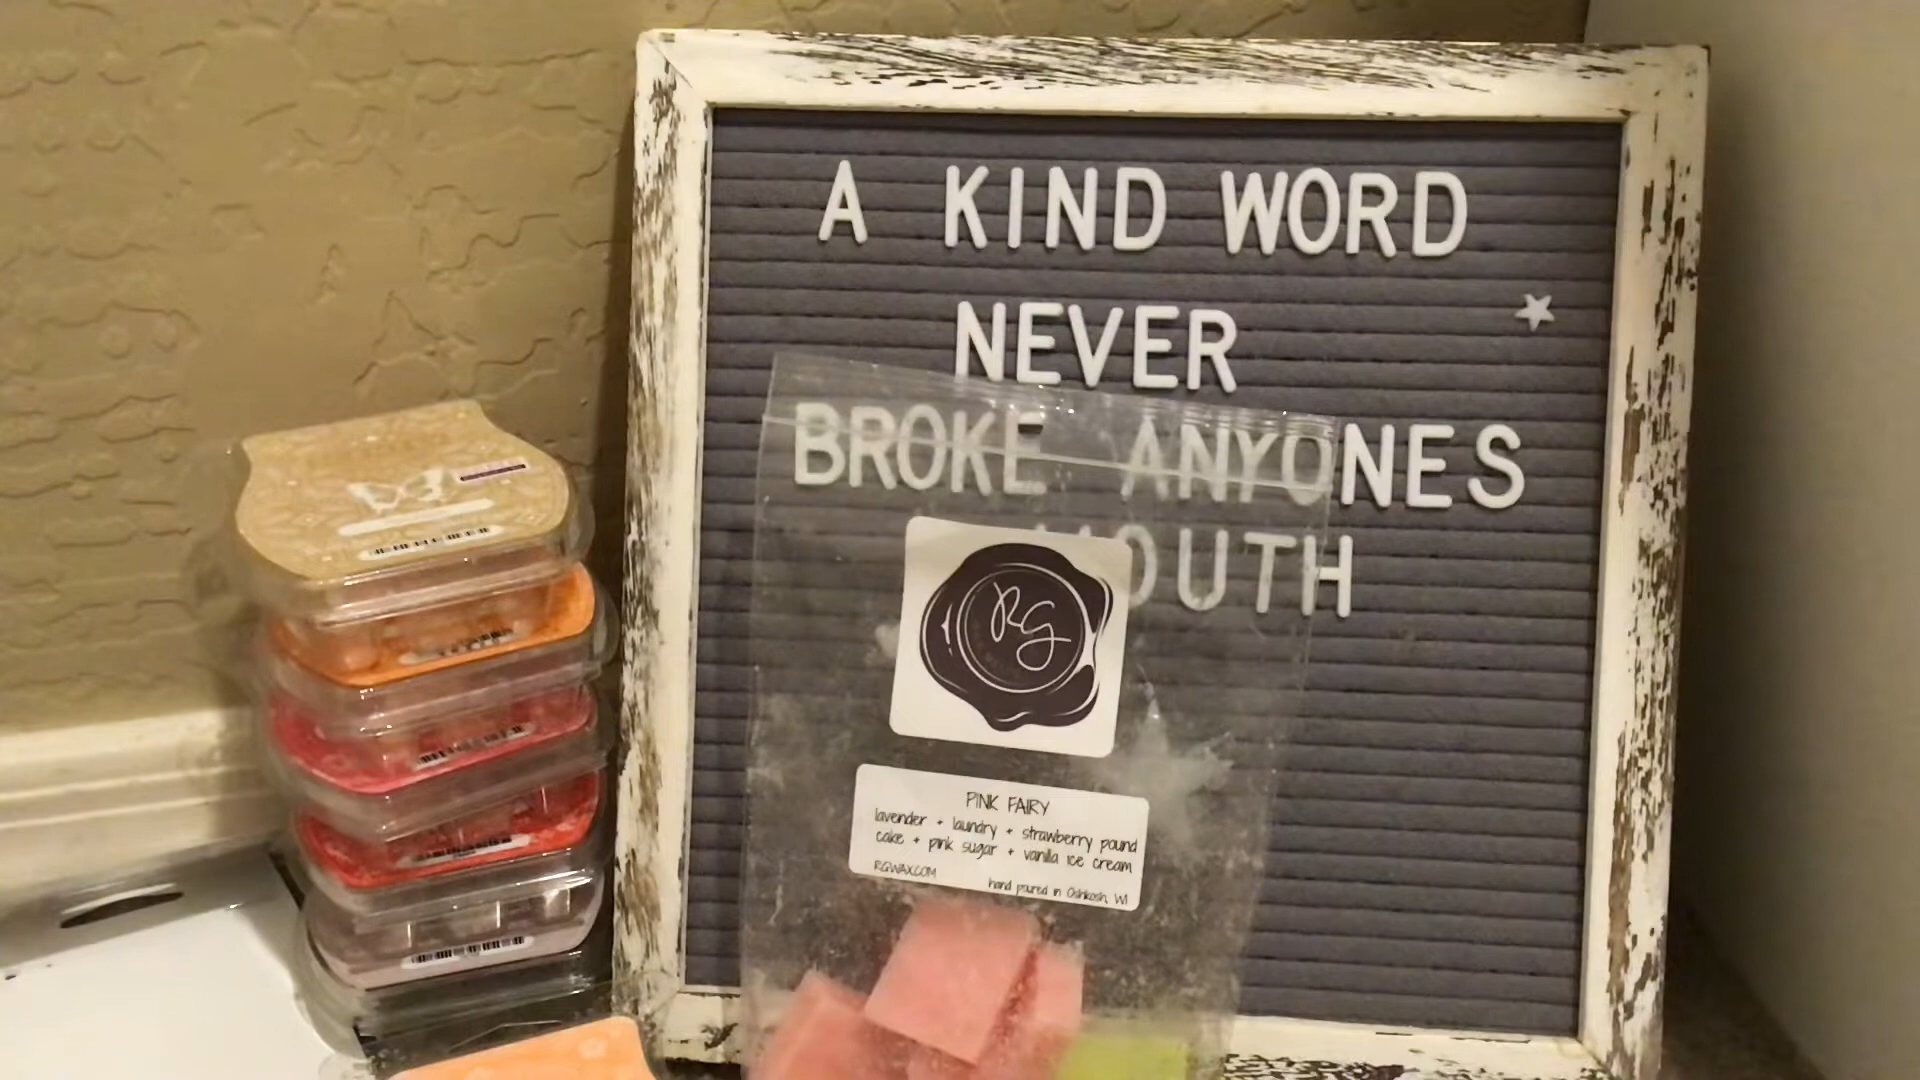 A KIND WORD
NEVER
BROKE ANYONES
MOUTH
RG
PINK FAIRY
lavender + laundry + strawberry pound
cake + pink sugar + vanilla ice cream
RGWAX.COM
hand poured in Oshkosh, WI